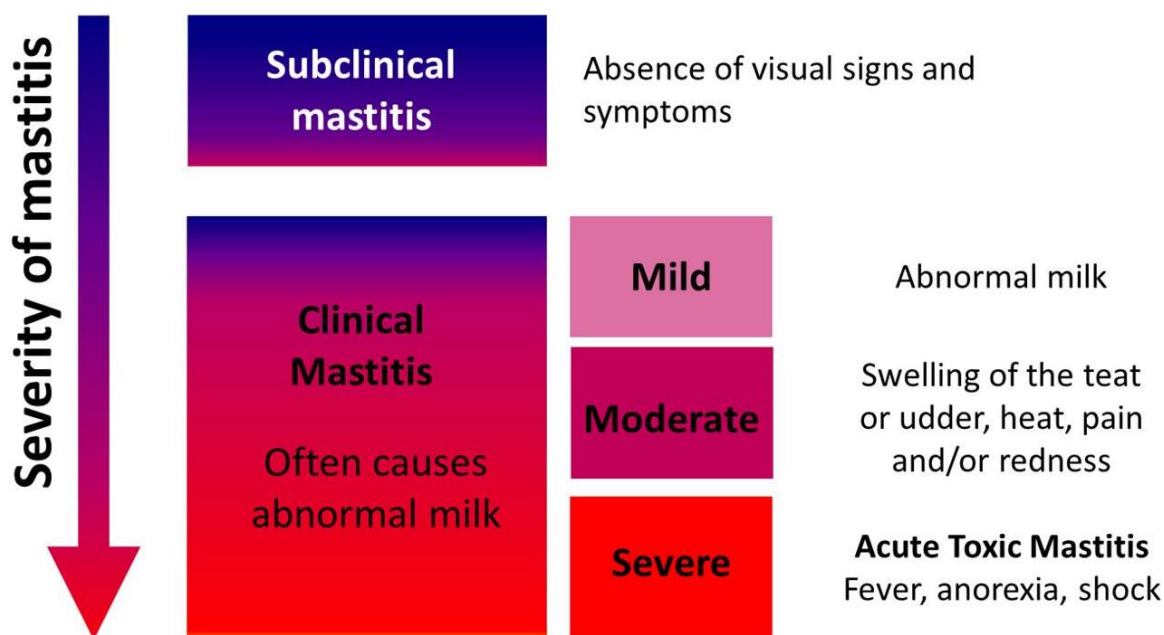 Severity of mastitis
Subclinical
mastitis
Absence of visual signs and
symptoms
Clinical
Mastitis
Often causes
abnormal milk
Mild
Abnormal milk
Moderate
Swelling of the teat
or udder, heat, pain
and/or redness
Severe
Acute Toxic Mastitis
Fever, anorexia, shock